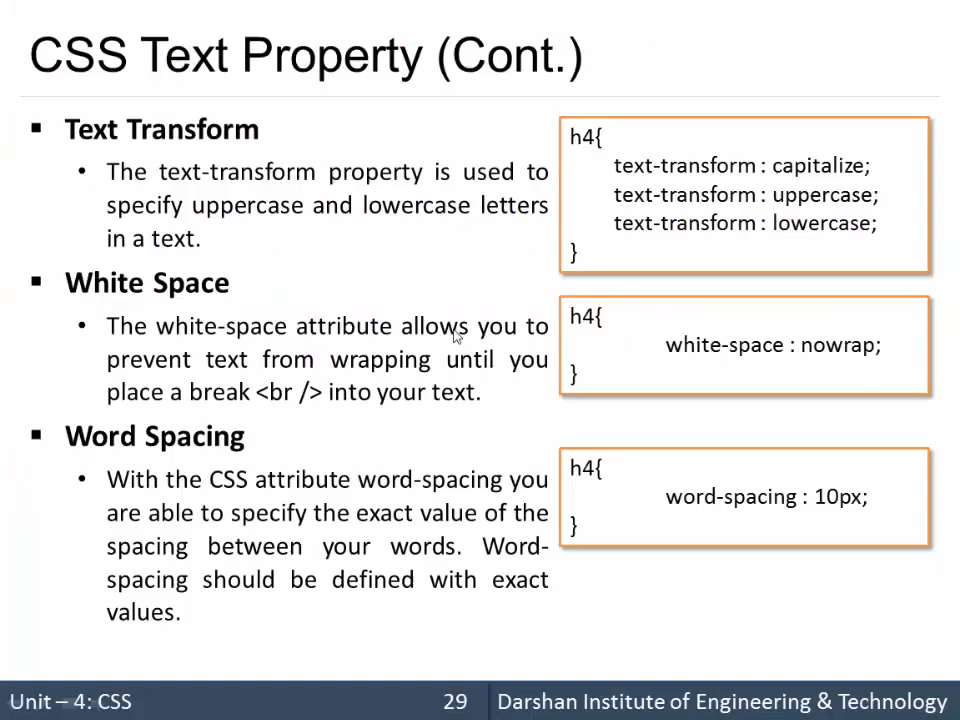 CSS Text Property (Cont.)
▪ Text Transform
• The text-transform property is used to
specify uppercase and lowercase letters
in a text.
h4{
text-transform : capitalize;
text-transform : uppercase;
text-transform : lowercase;
}
▪ White Space
• The white-space attribute allows you to
prevent text from wrapping until you
place a break <br /> into your text.
h4{
white-space : nowrap;
}
▪ Word Spacing
• With the CSS attribute word-spacing you
are able to specify the exact value of the
spacing between your words. Word-
spacing should be defined with exact
values.
h4{
word-spacing : 10px;
}
Unit – 4: CSS
29
Darshan Institute of Engineering & Technology